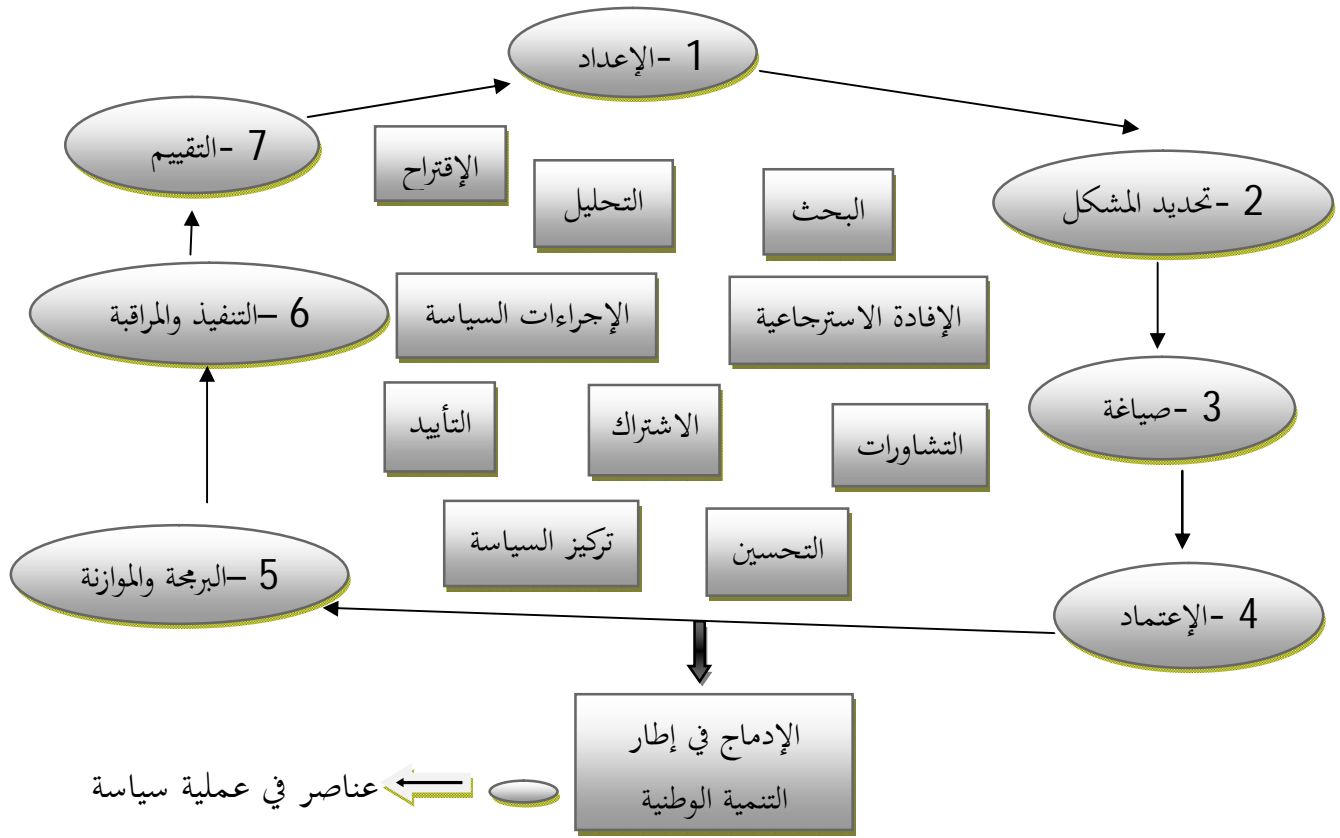 1 -الإعداد
7 -التقييم
الإقتراح
التحليل
البحث
2 -تحديد المشكل
6 –التنفيذ والمراقبة
الإجراءات السياسة
الإفادة الاسترجاعية
3 -صياغة
التأييد
الاشتراك
التشاورات
تركيز السياسة
التحسين
5 –البرمجة والموازنة
4 -الإعتماد
الإدماج في إطار
التنمية الوطنية
عناصر في عملية سياسة